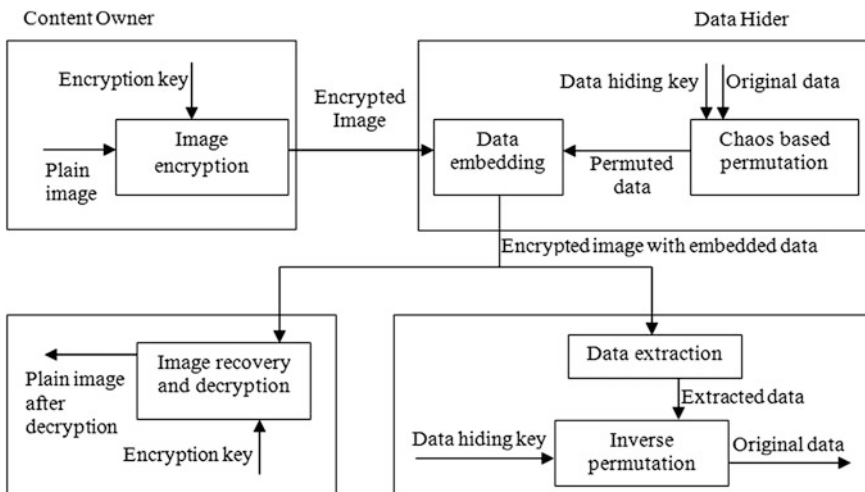 Content Owner
Data Hider
Encryption key
Image
encryption
Plain
image
Encrypted
Image
Data hiding key
Original data
Data
embedding
Permuted
data
Chaos based
permutation
Encrypted image with embedded data
Image recovery
and decryption
Plain image
after
decryption
Encryption key
Data extraction
Extracted data
Data hiding key
Inverse
permutation
Original data